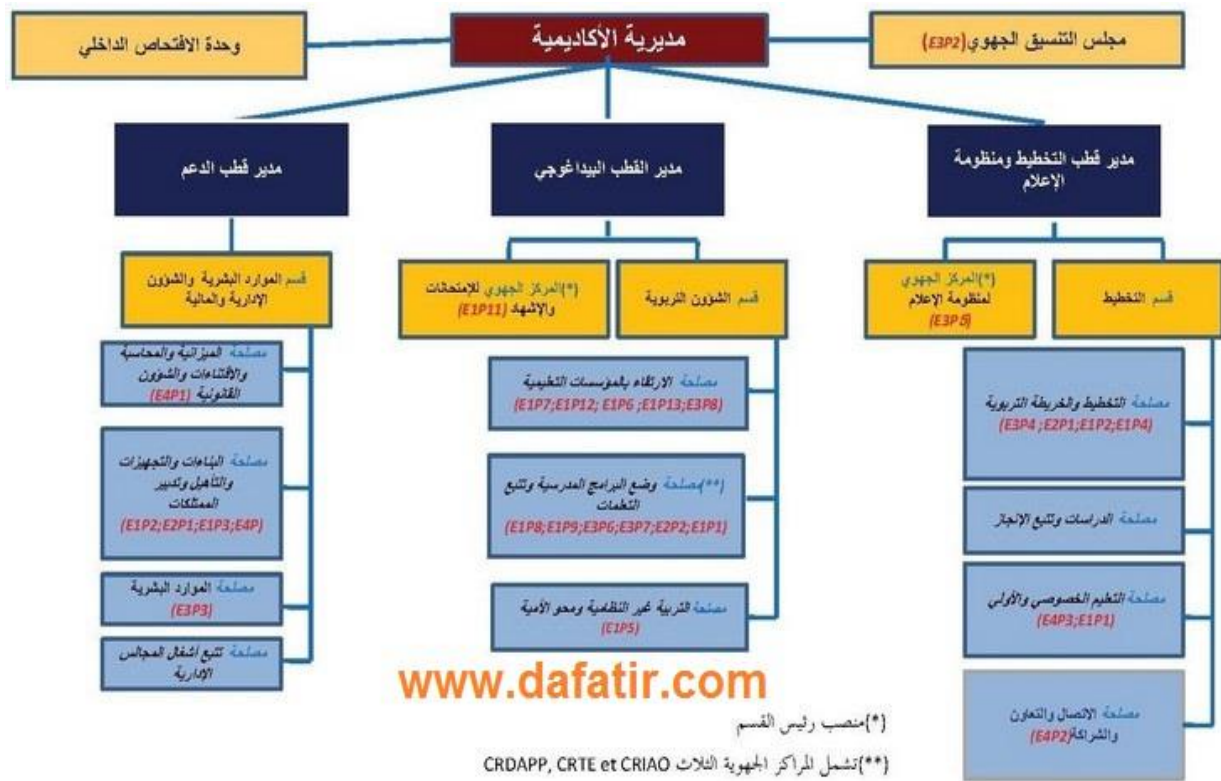 مديرية الأكاديمية
مجلس التنسيق الجهوي(E3P2)
وحدة الافتحاص الداخلي
مدير قطب التخطيط ومنظومة
الإعلام
مدير القطب البيداغوجي
مدير قطب الدعم
قسم التخطيط
(*)المركز الجهوي
لمنظومة الإعلام
(E3P5)
قسم الشؤون التربوية
(*)المركز الجهوي للإمتحانات
والإشهاد (E1P11)
قسم الموارد البشرية والشؤون
الإدارية والمالية
مصلحة التخطيط والخريطة التربوية
(E3P4 ;E2P1;E1P2;E1P4)
مصلحة الدراسات وتتبع الإنجاز
مصلحة التعليم الخصوصي والأولي
(E4P3;E1P1)
مصلحة الاتصال والتعاون
والشراكة(E4P2)
مصلحة الارتقاء بالمؤسسات التعليمية
(E1P7;E1P12; E1P6 ;E1P13;E3P8)
(**)مصلحة وضع البرامج المدرسية وتتبع
التعلمات
(E1P8;E1P9;E3P6;E3P7;E2P2;E1P1)
مصلحة التربية غير النظامية ومحو الأمية
(E1P5)
مصلحة الميزانية والمحاسبة
والاقتناءات والشؤون
القانونية (E4P1)
مصلحة البناءات والتجهيزات
والتأهيل وتدبير
الممتلكات
(E1P2;E2P1;E1P3;E4P)
مصلحة الموارد البشرية
(E3P3)
مصلحة تتبع أشغال المجالس
الإدارية
www.dafatir.com
(*)منصب رئيس القسم
(**)تشمل المراكز الجهوية الثلاث CRDAPP, CRTE et CRIAO